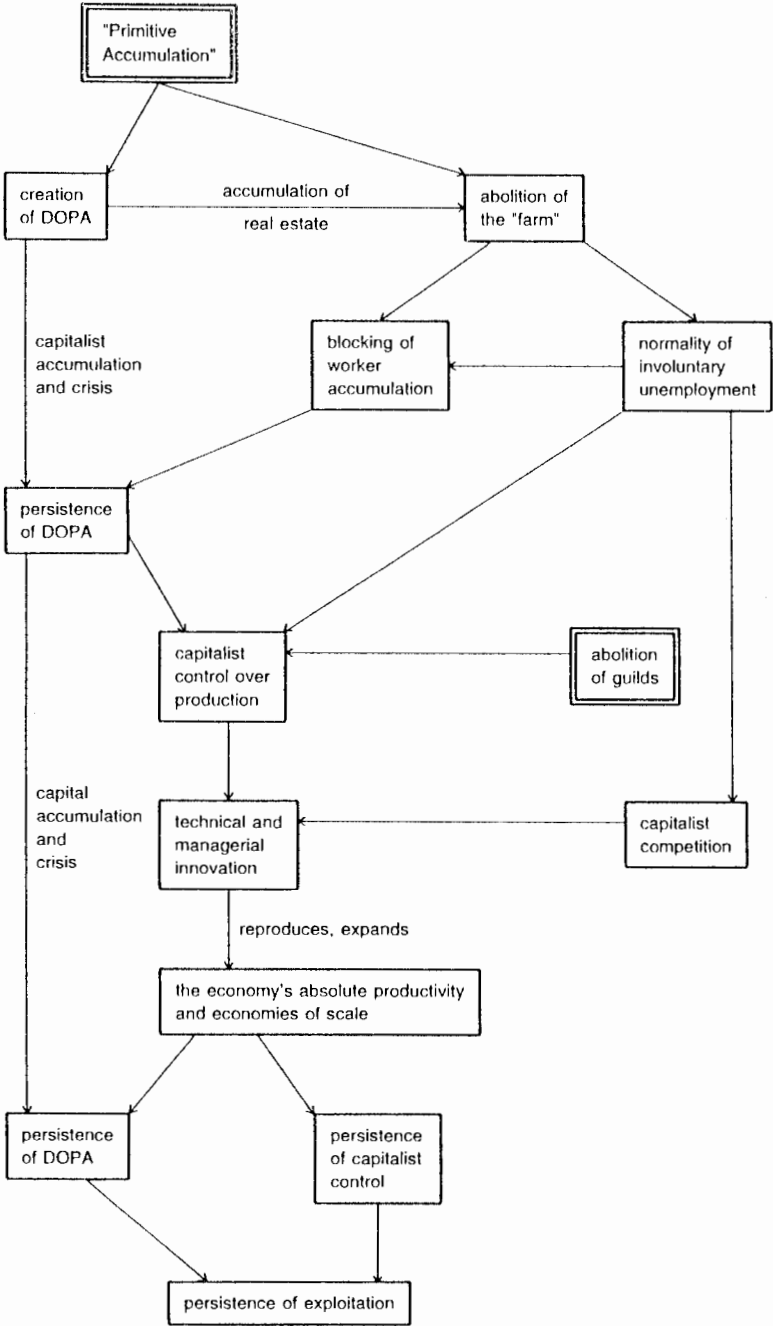 "Primitive
Accumulation"
creation
of DOPA
accumulation of
real estate
abolition of
the "farm"
capitalist
accumulation
and crisis
blocking of
worker
accumulation
normality of
involuntary
unemployment
persistence
of DOPA
capitalist
control over
production
abolition
of guilds
capital
accumulation
and
crisis
technical and
managerial
innovation
capitalist
competition
reproduces, expands
the economy's absolute productivity
and economies of scale
persistence
of DOPA
persistence
of capitalist
control
persistence of exploitation